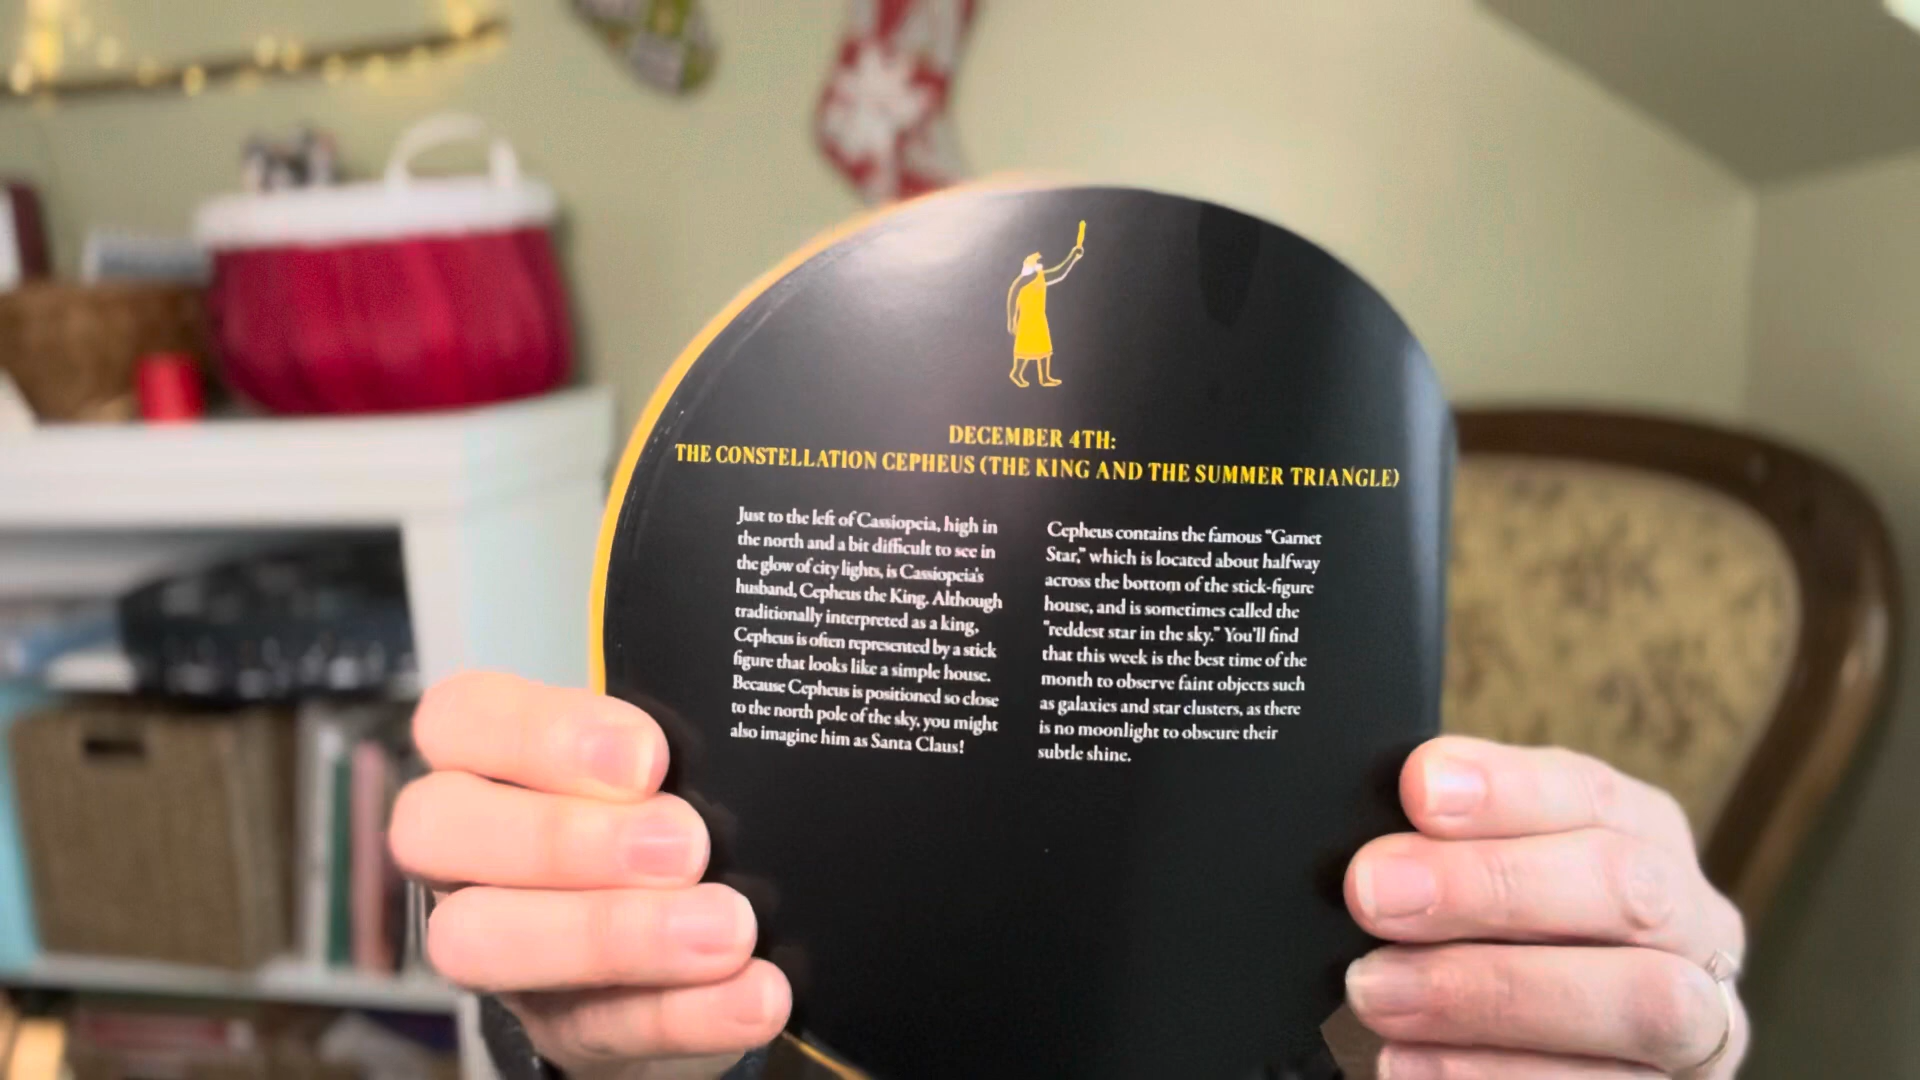 DECEMBER 4TH:
THE CONSTELLATION CEPHEUS (THE KING AND THE SUMMER TRIANGLE)
Just to the left of Cassiopeia, high in
the north and a bit difficult to see in
the glow of city lights, is Cassiopeia's
husband, Cepheus the King. Although
traditionally interpreted as a king,
Cepheus is often represented by a stick
figure that looks like a simple house.
Because Cepheus is positioned so close
to the north pole of the sky, you might
also imagine him as Santa Claus!
Cepheus contains the famous "Garnet
Star," which is located about halfway
across the bottom of the stick-figure
house, and is sometimes called the
"reddest star in the sky." You'll find
that this week is the best time of the
month to observe faint objects such
as galaxies and star clusters, as there
is no moonlight to obscure their
subtle shine.